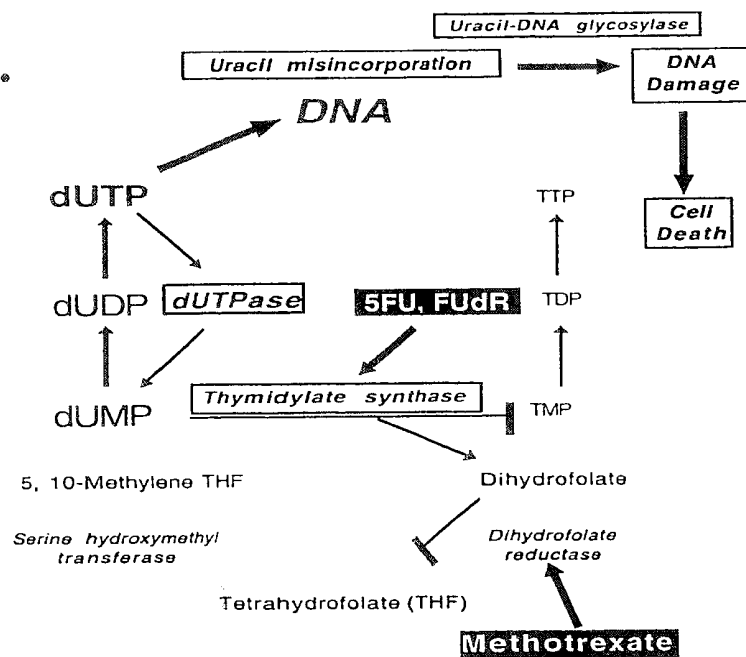 Uracil-DNA glycosylase
Uracil misincorporation
DNA
Damage
DNA
dUTP
TTP
Cell
Death
dUDP
dUTPase
5FU, FUdR
TDP
dUMP
Thymidylate synthase
TMP
5, 10-Methylene THF
Dihydrofolate
Serine hydroxymethyl
transferase
Dihydrofolate
reductase
Tetrahydrofolate (THF)
Methotrexate